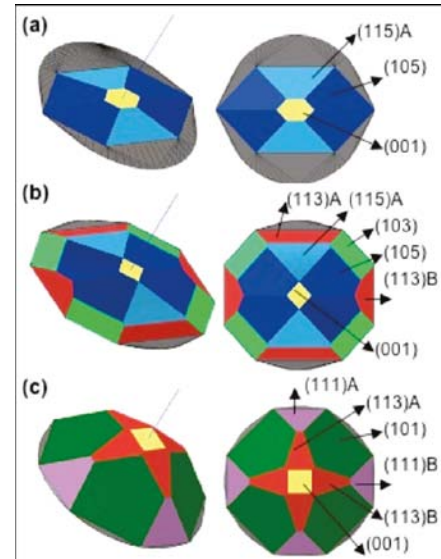 (a)
(115)A
(105)
(001)
(b)
(113)A
(115)A
(103)
(105)
(113)B
(001)
(c)
(111)A
(113)A
(101)
(111)B
(113)B
(001)